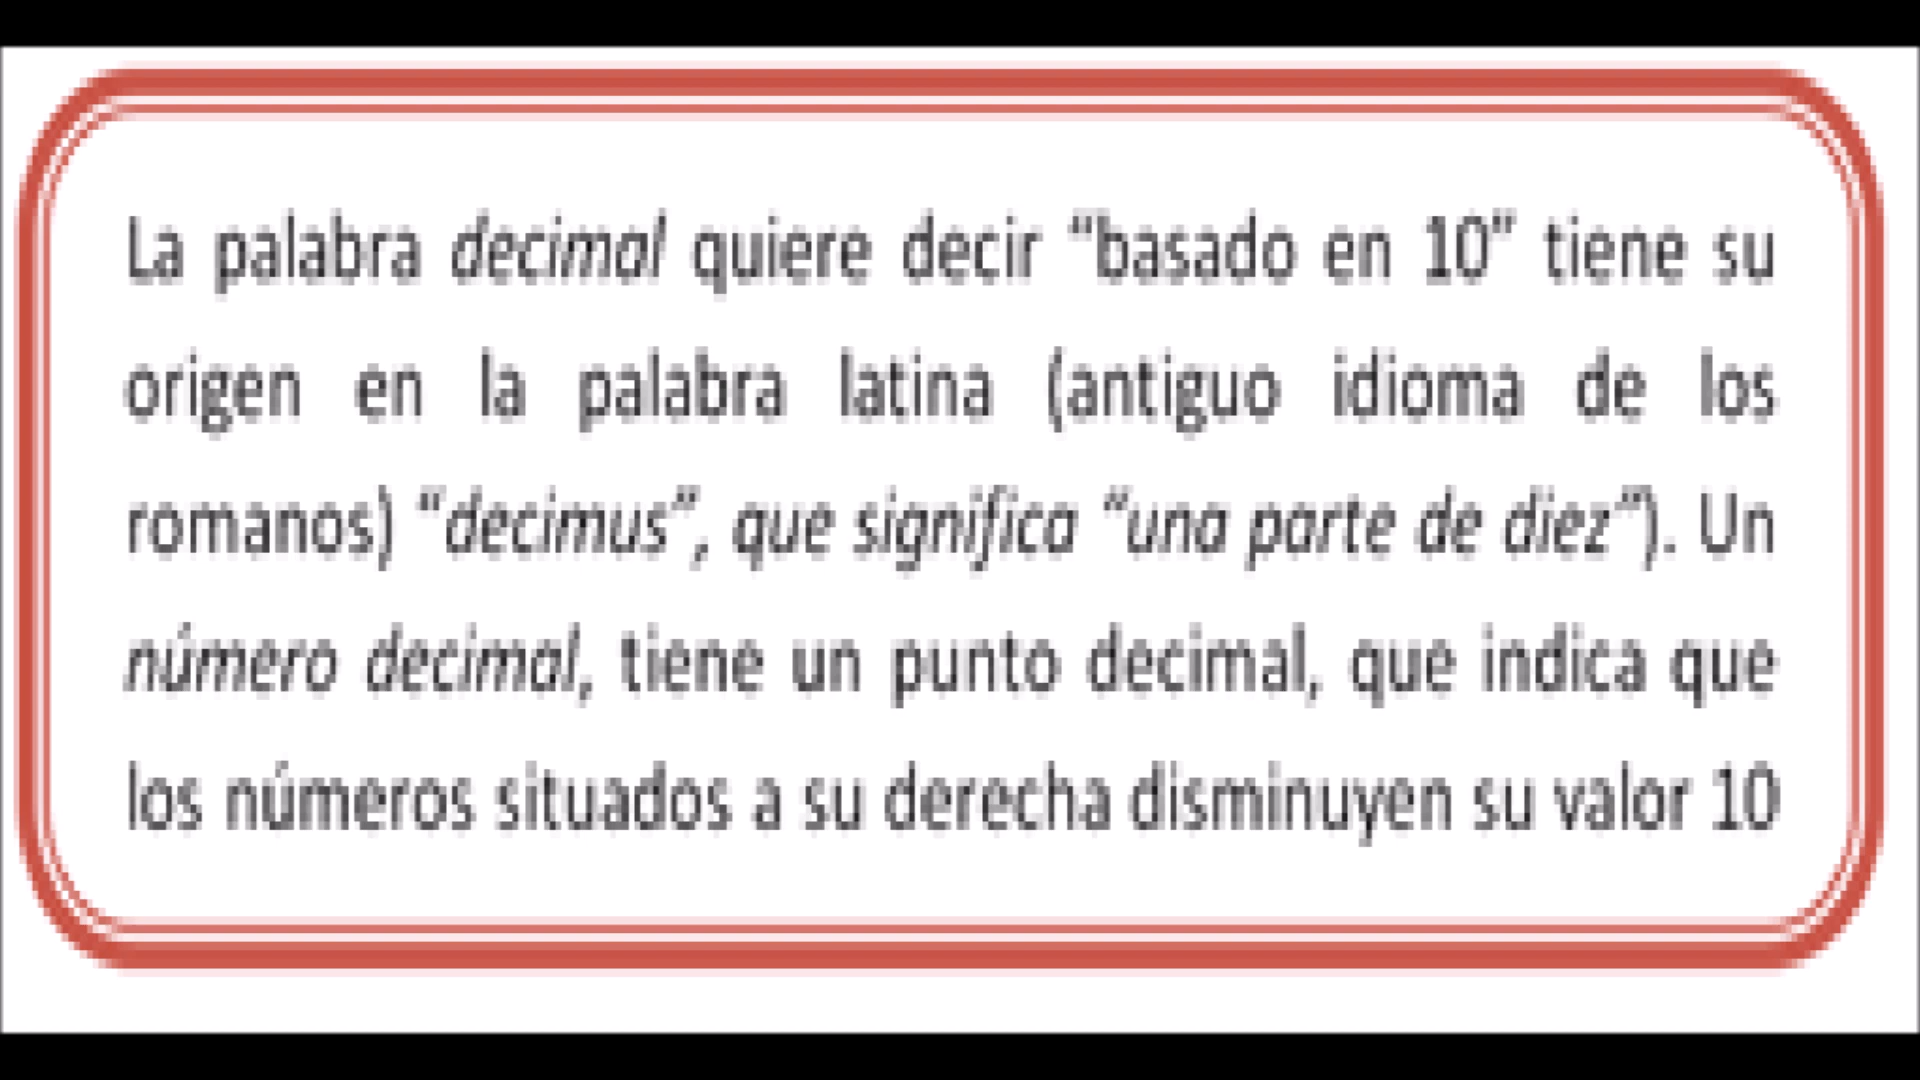 La palabra decimal quiere decir “basado en 10” tiene su
origen en la palabra latina (antiguo idioma de los
romanos) “decimus”, que significa “una parte de diez”). Un
número decimal, tiene un punto decimal, que indica que
los números situados a su derecha disminuyen su valor 10